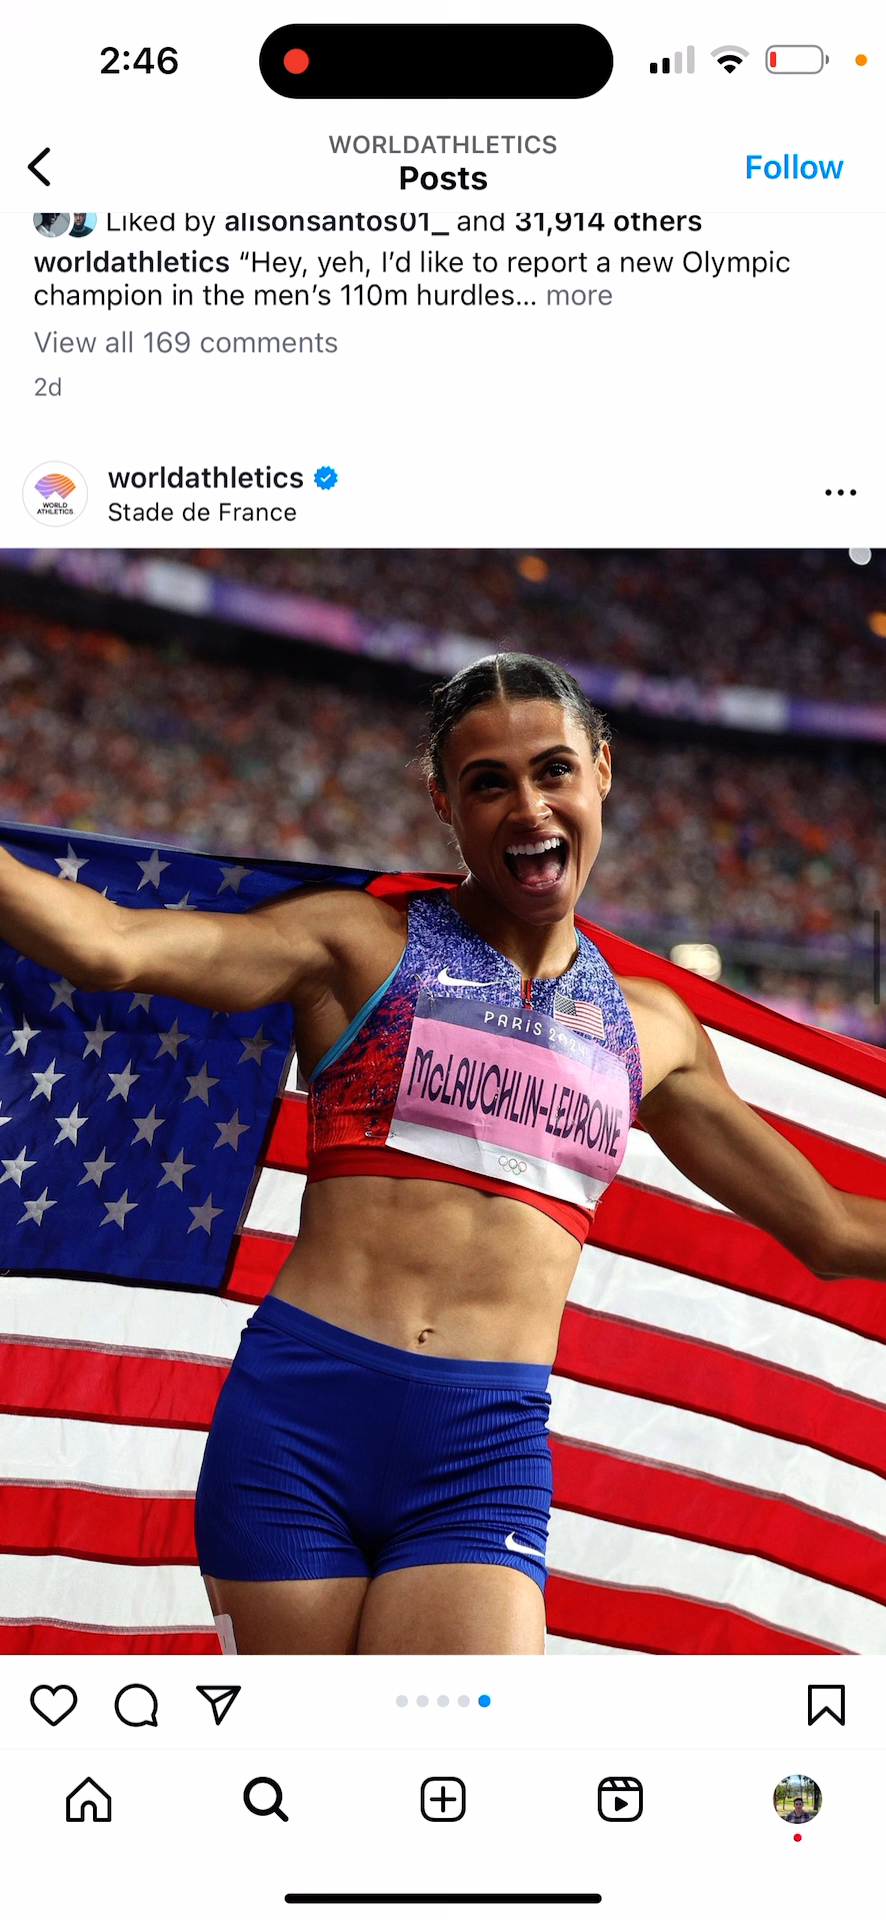 2:46
WORLDATHLETICS
Posts
Follow
Liked by alisonsantos01_ and 31,914 others
worldathletics “Hey, yeh, I’d like to report a new Olympic
champion in the men’s 110m hurdles... more
View all 169 comments
2d
worldathletics
WORLD
ATHLETICS.
Stade de France
PARIS 2024
McLAUGHLIN-LEVRONE